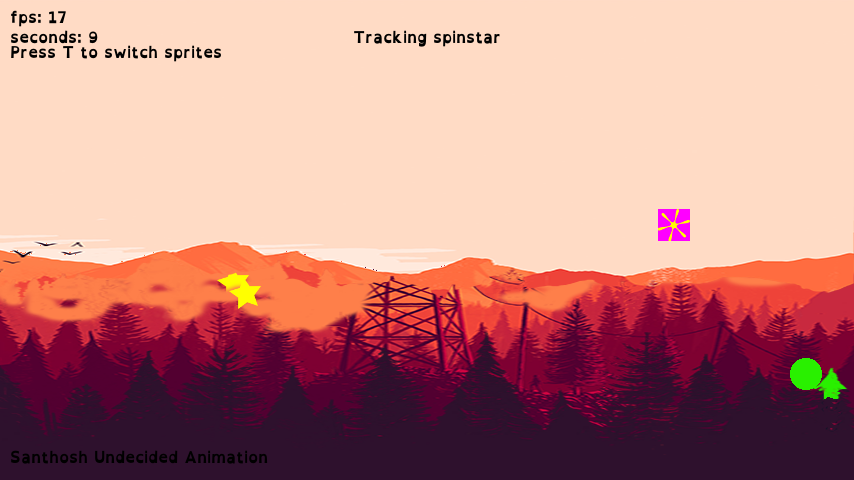 fps: 17
seconds: 9
Press T to switch sprites
Tracking spinstar
Santhosh Undecided Animation